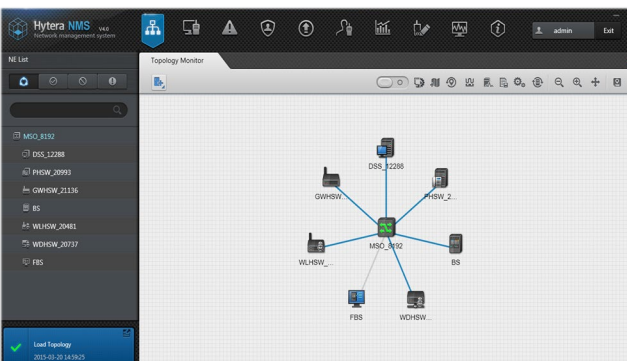 Hytera NMS V4.0
Network management system
admin
Exit
NE List
Topology Monitor
MSO_8192
DSS_12288
PHSW_20993
GWHSW_21136
BS
WLHSW_20481
WDHSW_20737
FBS
DSS_12288
GWHSW...
PHSW_2...
MSO_8192
WLHSW_...
BS
FBS
WDHSW...
Load Topology
2015-03-20 14:59:25